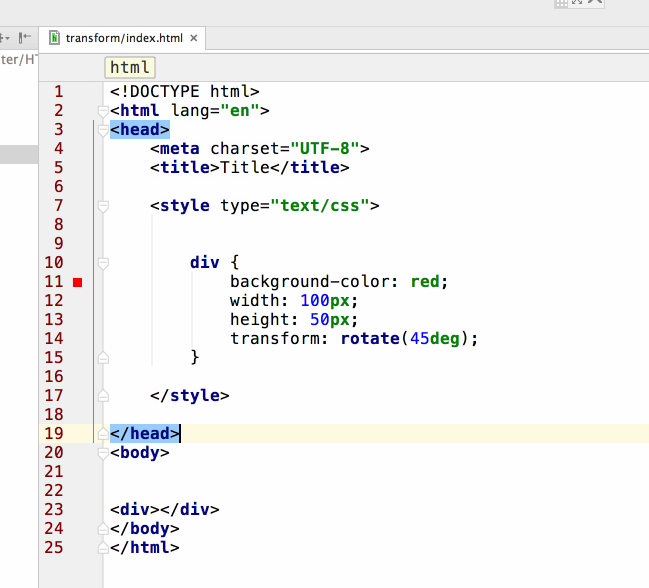 transform/index.html
ter/HT
html
1 <!DOCTYPE html>
2 <html lang="en">
3 <head>
4 <meta charset="UTF-8">
5 <title>Title</title>
6
7 <style type="text/css">
8
9
10 div {
11 background-color: red;
12 width: 100px;
13 height: 50px;
14 transform: rotate(45deg);
15 }
16
17 </style>
18
19 </head>
20 <body>
21
22
23 <div></div>
24 </body>
25 </html>